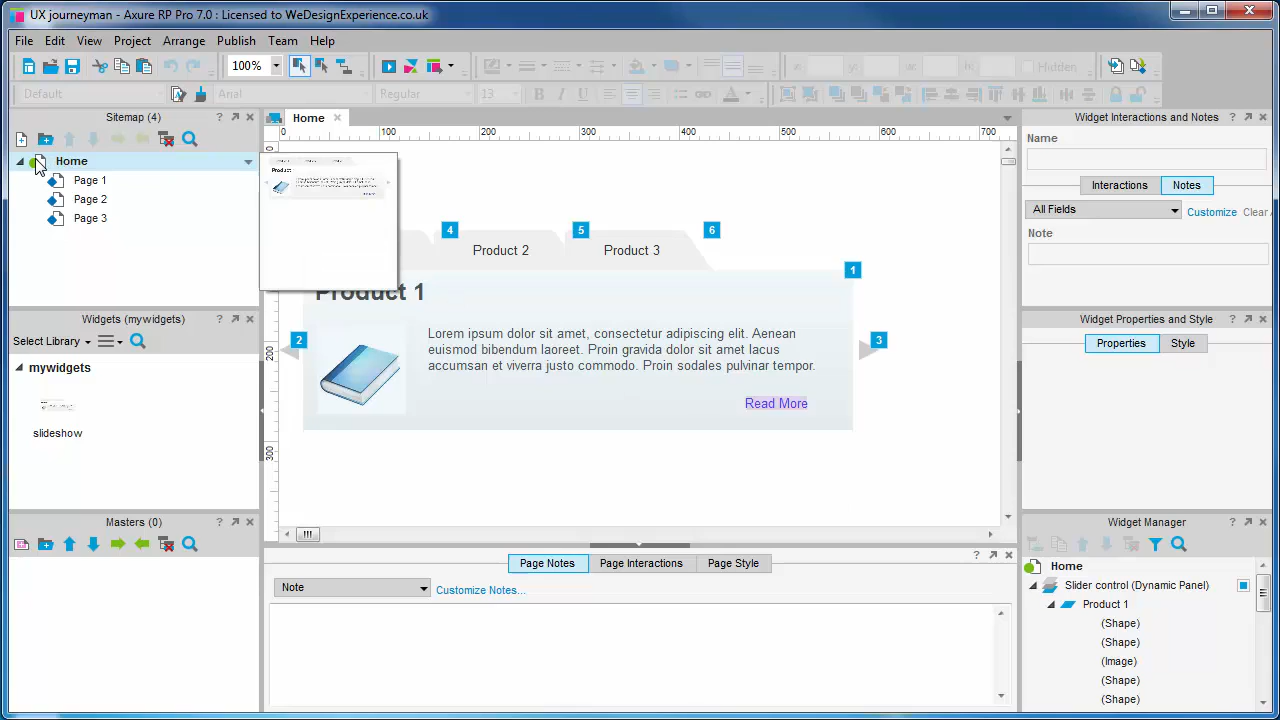 UX journeyman - Axure RP Pro 7.0 : Licensed to WeDesignExperience.co.uk
File Edit View Project Arrange Publish Team Help
100% x: y: w: h: Hidden
Default Arial Regular 13 B I U A
Sitemap (4) ?
Home
Page 1
Page 2
Page 3
Widgets (mywidgets) ?
Select Library
mywidgets
slideshow
Masters (0) ?
Home
0 100 200 300 400 500 600 700
0
200
300
Product
4 5 6
Product 2 Product 3
1
Product 1
2 3
Lorem ipsum dolor sit amet, consectetur adipiscing elit. Aenean
euismod bibendum laoreet. Proin gravida dolor sit amet lacus
accumsan et viverra justo commodo. Proin sodales pulvinar tempor.
Read More
?
Page Notes Page Interactions Page Style
Note Customize Notes...
Widget Interactions and Notes ?
Name
Interactions Notes
All Fields Customize Clear A
Note
Widget Properties and Style ?
Properties Style
Widget Manager ?
Home
Slider control (Dynamic Panel)
Product 1
(Shape)
(Shape)
(Image)
(Shape)
(Shape)